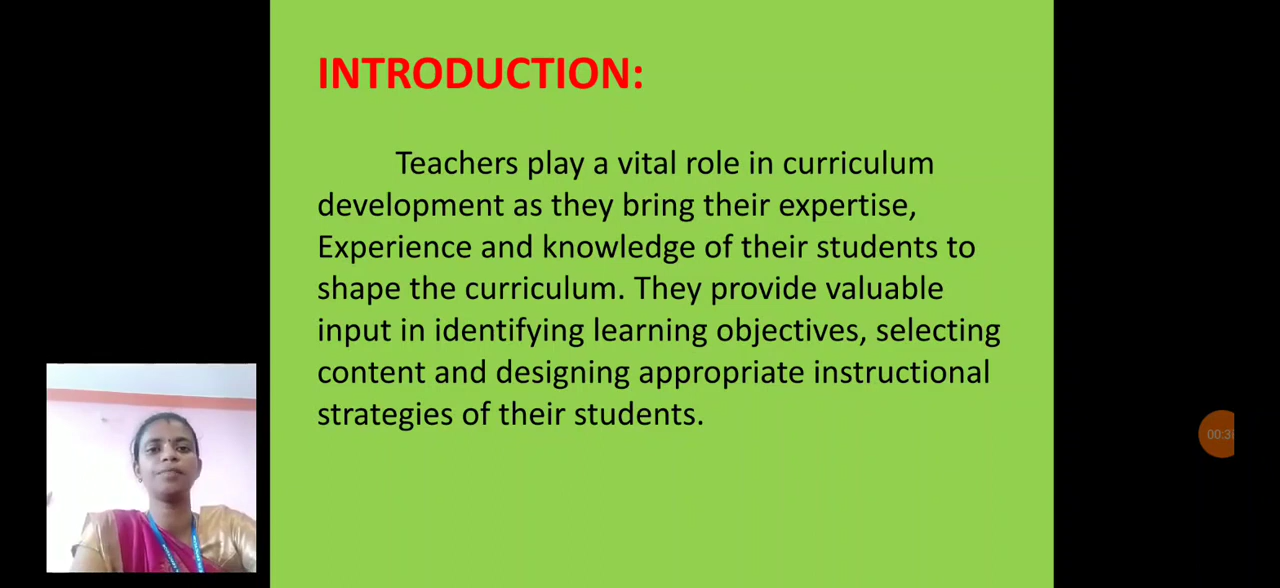 INTRODUCTION:
Teachers play a vital role in curriculum
development as they bring their expertise,
Experience and knowledge of their students to
shape the curriculum. They provide valuable
input in identifying learning objectives, selecting
content and designing appropriate instructional
strategies of their students.